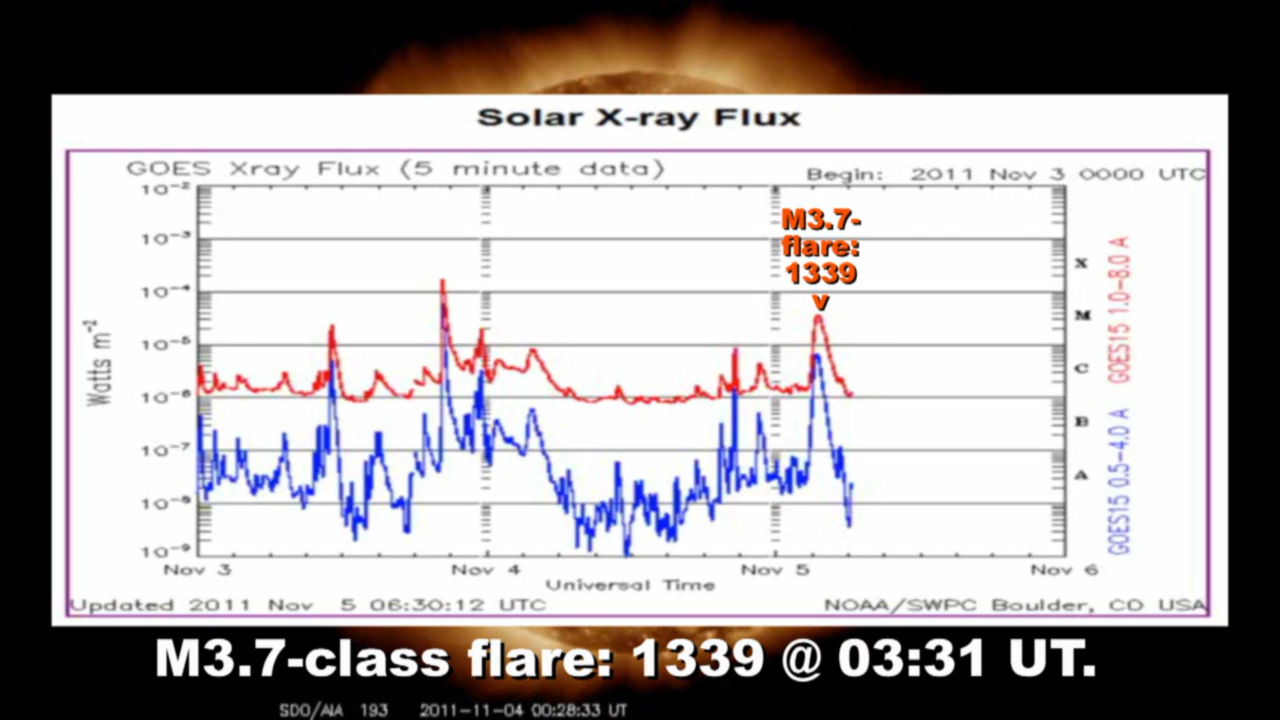 Solar X-ray Flux
GOES Xray Flux (5 minute data)
Begin: 2011 Nov 3 0000 UTC
10⁻²
10⁻³
10⁻⁴
10⁻⁵
10⁻⁶
10⁻⁷
10⁻⁸
10⁻⁹
Watts m⁻²
M3.7-
flare:
1339
v
X
M
C
B
A
GOES15 1.0-8.0 A
GOES15 0.5-4.0 A
Nov 3
Nov 4
Nov 5
Nov 6
Universal Time
Updated 2011 Nov 5 06:30:12 UTC
NOAA/SWPC Boulder, CO USA
M3.7-class flare: 1339 @ 03:31 UT.
SDO/AIA 193 2011-11-04 00:28:33 UT